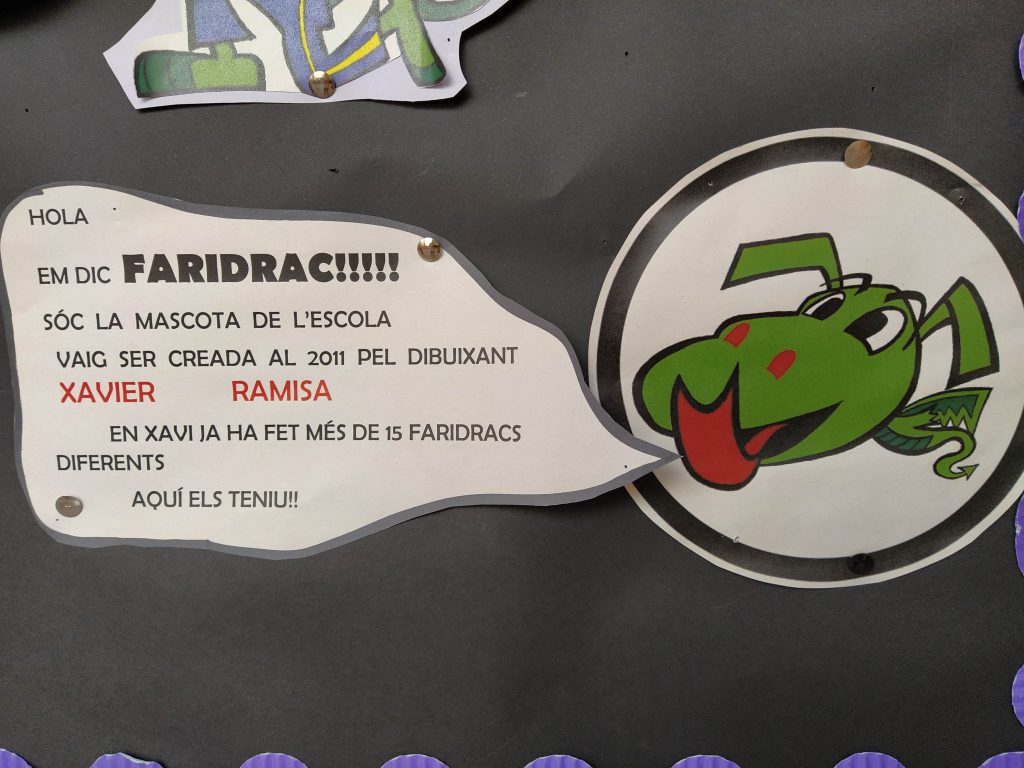 HOLA
EM DIC FARIDRAC!!!!!
SÓC LA MASCOTA DE L'ESCOLA
VAIG SER CREADA AL 2011 PEL DIBUIXANT
XAVIER RAMISA
EN XAVI JA HA FET MÉS DE 15 FARIDRACS
DIFERENTS
AQUÍ ELS TENIU!!